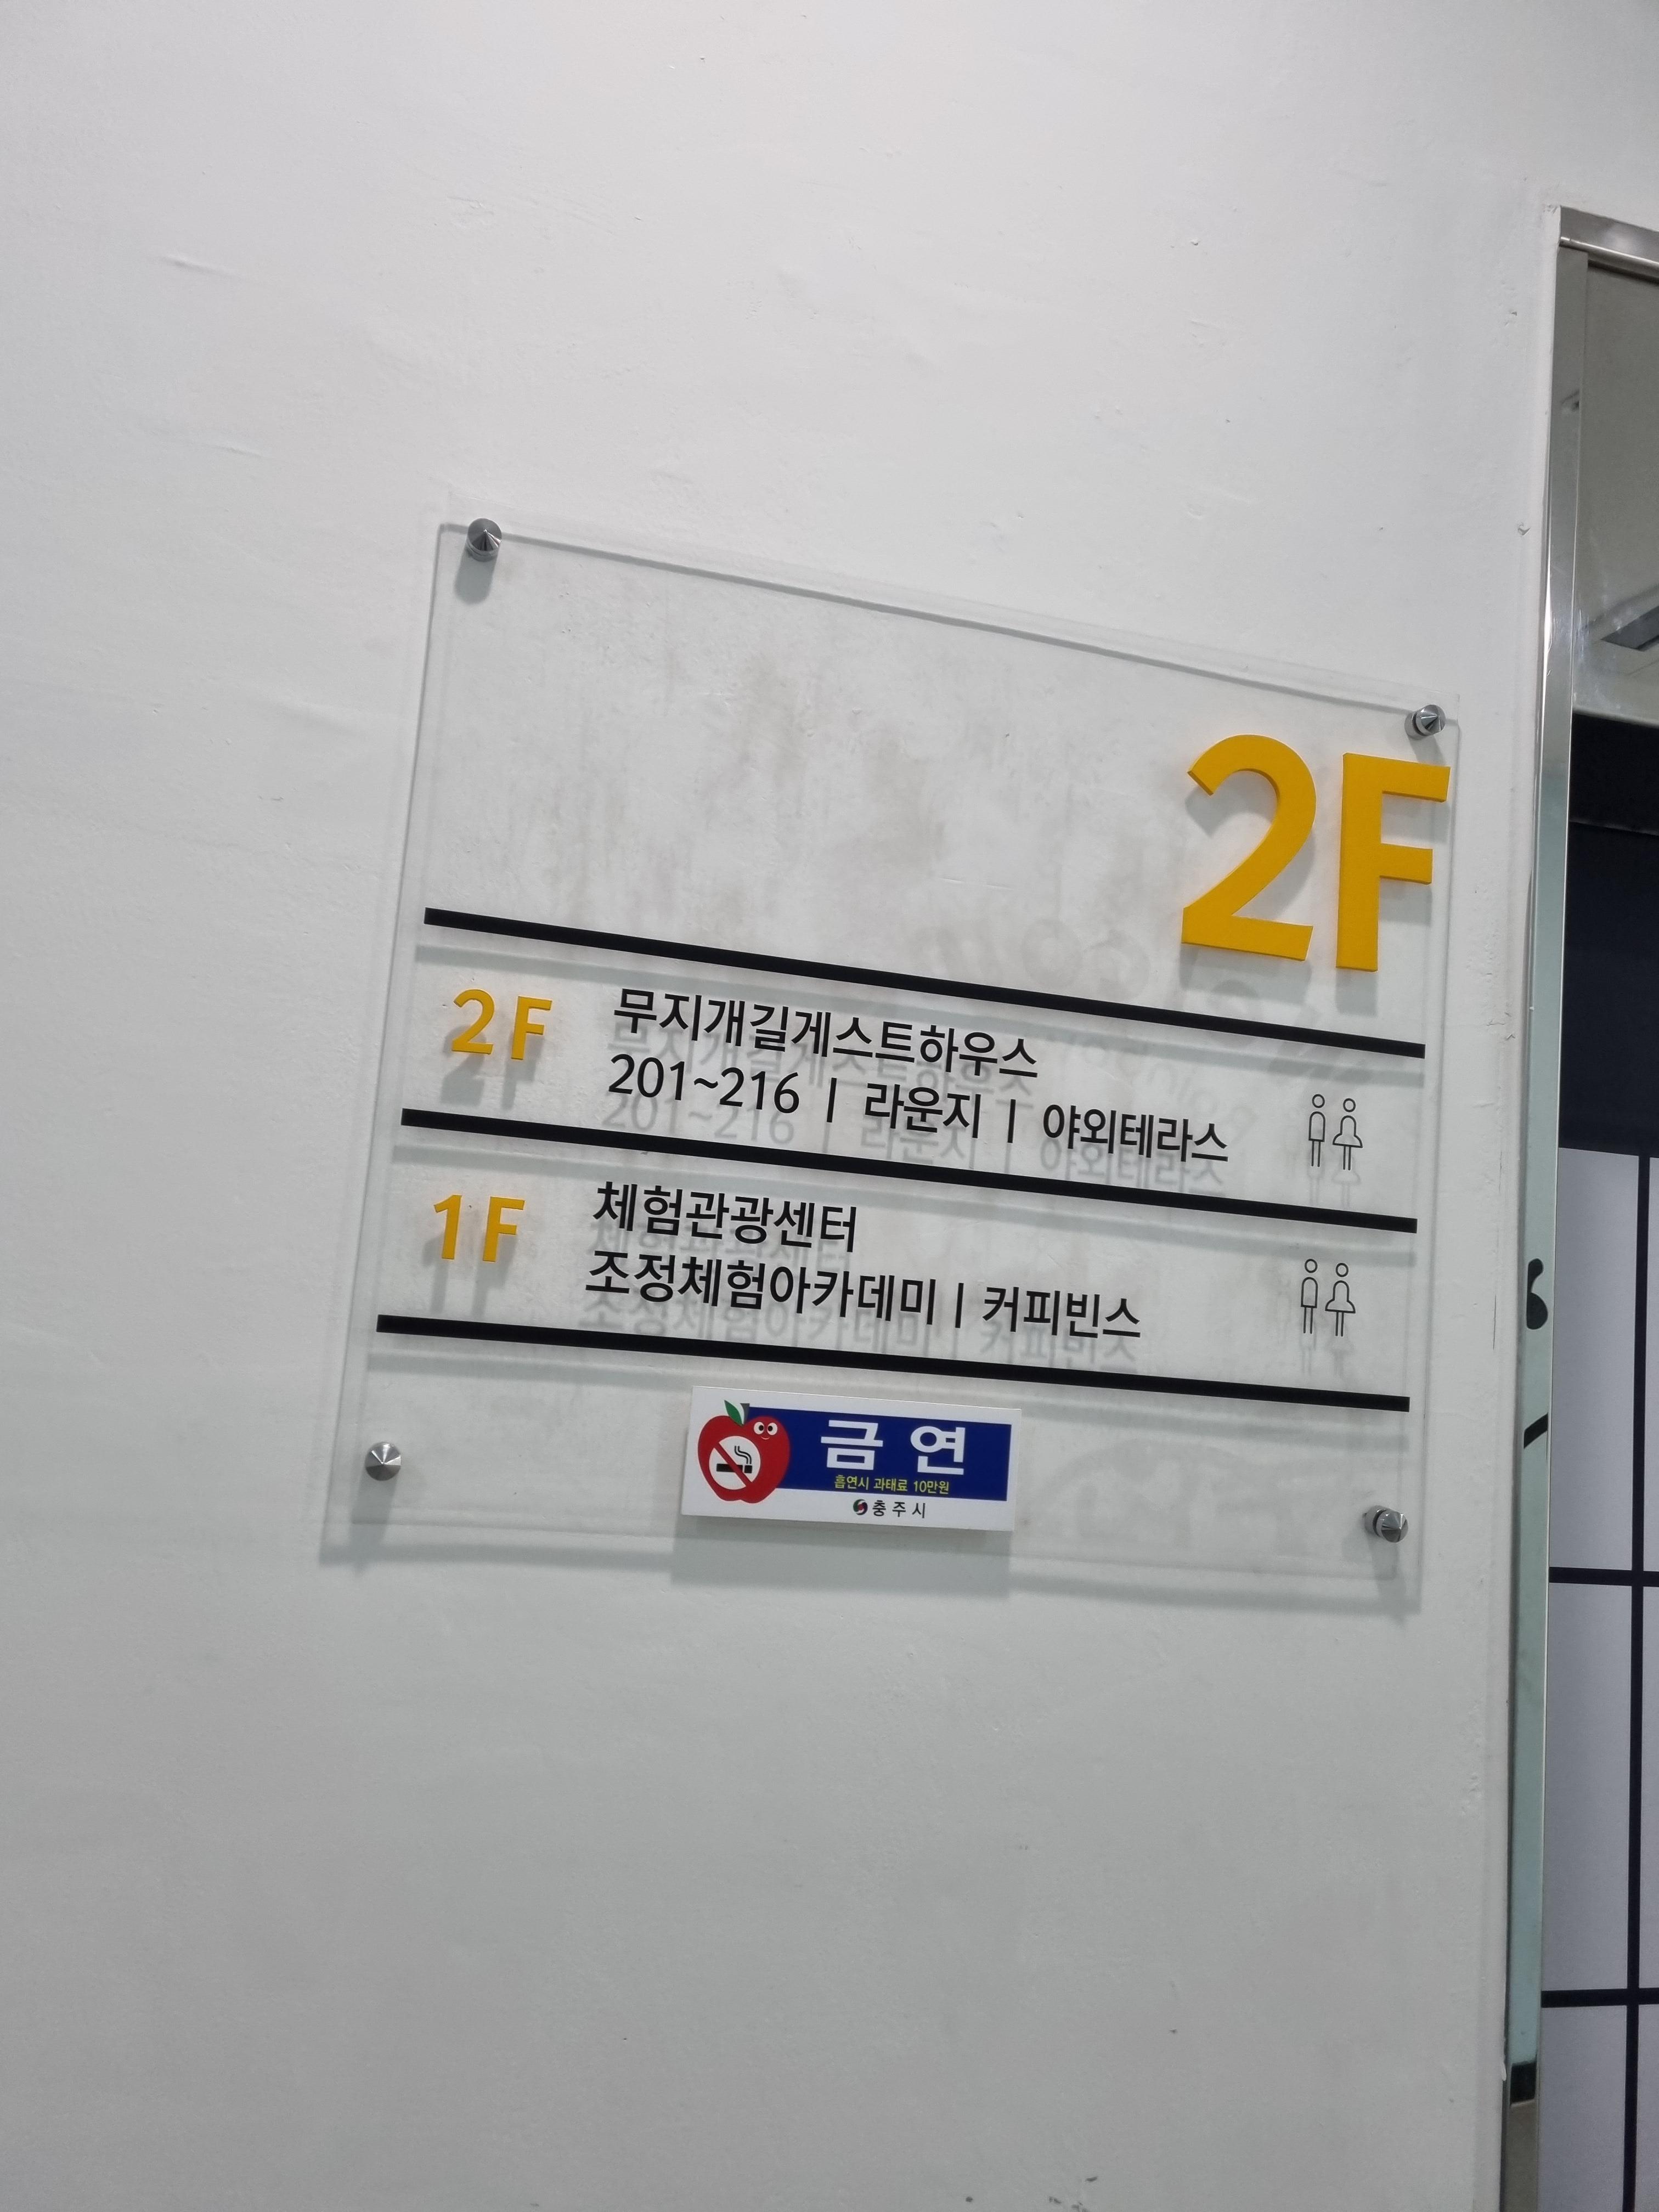 2F
2F 무지개길게스트하우스
201~216 | 라운지 | 야외테라스
1F 체험관광센터
조정체험아카데미 | 커피빈스
금연
흡연시 과태료 10만원
충주시